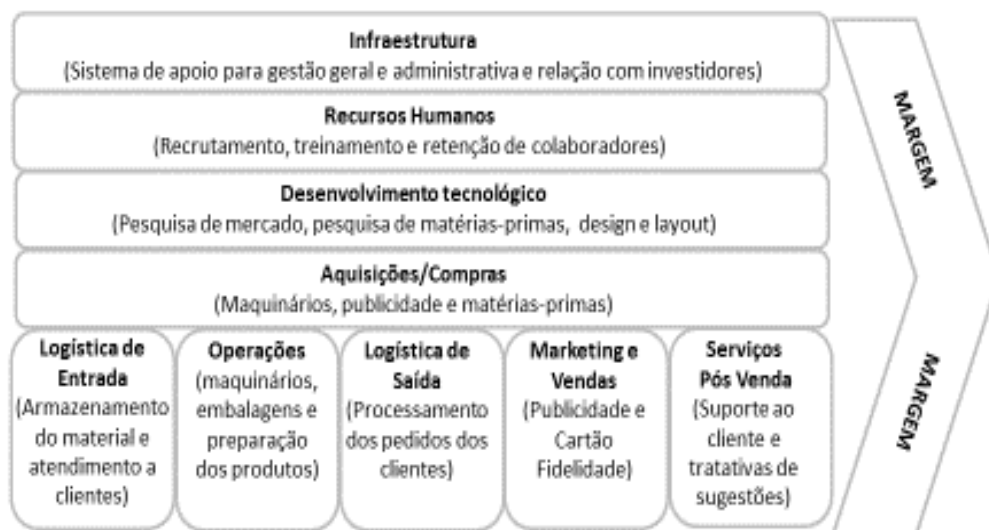 Infraestrutura
(Sistema de apoio para gestão geral e administrativa e relação com investidores)
Recursos Humanos
(Recrutamento, treinamento e retenção de colaboradores)
Desenvolvimento tecnológico
(Pesquisa de mercado, pesquisa de matérias-primas, design e layout)
Aquisições/Compras
(Maquinários, publicidade e matérias-primas)
Logística de
Entrada
(Armazenamento
do material e
atendimento a
clientes)
Operações
(maquinários,
embalagens e
preparação
dos produtos)
Logística de
Saída
(Processamento
dos pedidos dos
clientes)
Marketing e
Vendas
(Publicidade e
Cartão
Fidelidade)
Serviços
Pós Venda
(Suporte ao
cliente e
tratativas de
sugestões)
MARGEM
MARGEM